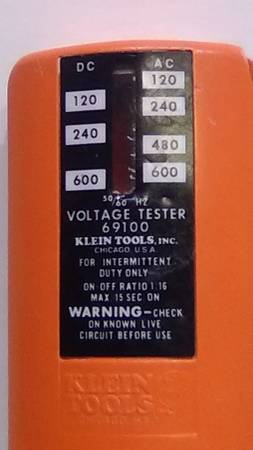 DC AC
120 120
240 240
480
600 600
50/60 HZ
VOLTAGE TESTER
69100
KLEIN TOOLS, INC.
CHICAGO U.S.A.
FOR INTERMITTENT
DUTY ONLY
ON-OFF RATIO 1:16
MAX 15 SEC ON
WARNING-CHECK
ON KNOWN LIVE
CIRCUIT BEFORE USE
KLEIN
TOOLS
CHICAGO